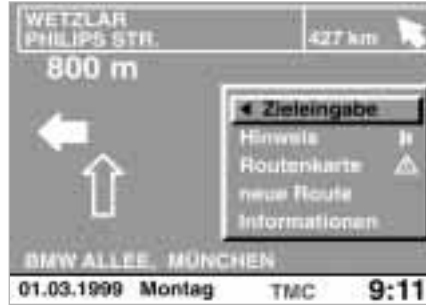 WETZLAR
PHILIPS STR.
427 km
800 m
Zieleingabe
Hinweis
Routenkarte
neue Route
Informationen
BMW ALLEE, MÜNCHEN
01.03.1999 Montag TMC 9:11